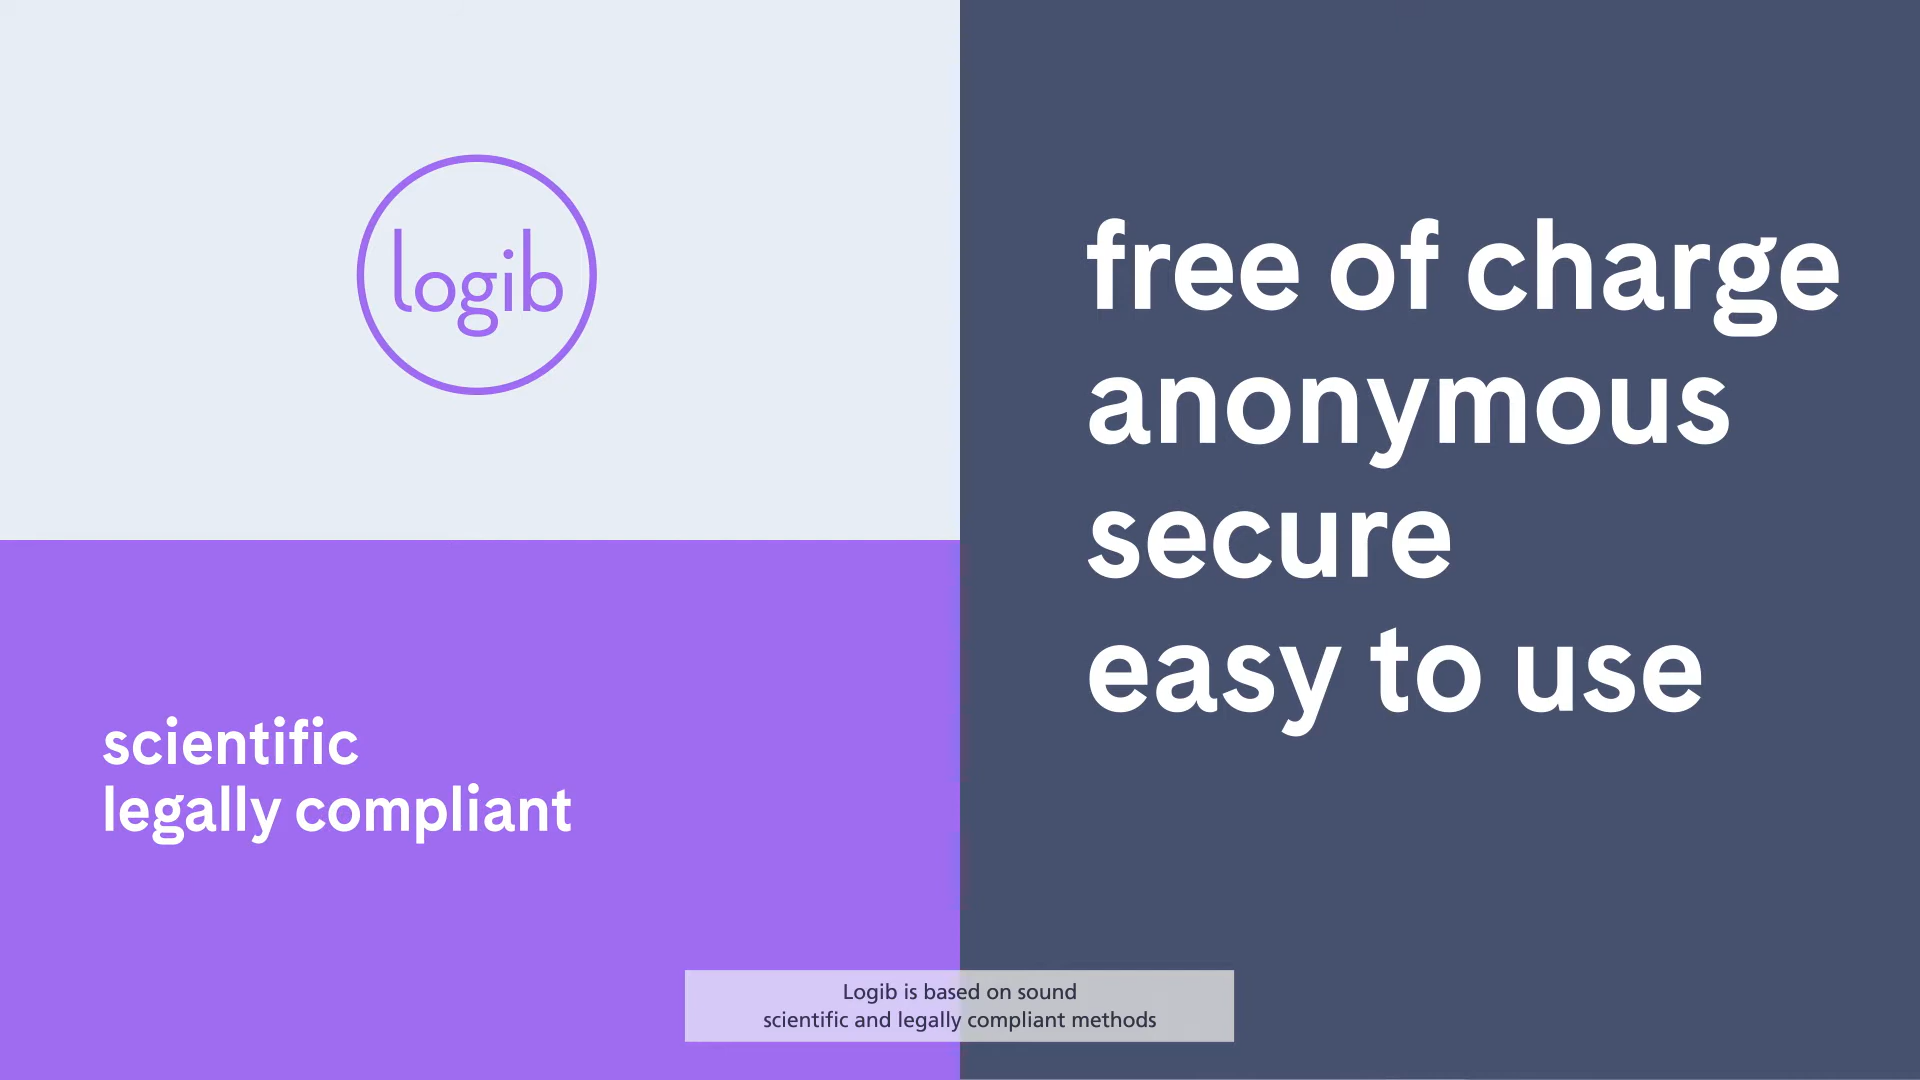 logib
free of charge
anonymous
secure
easy to use
scientific
legally compliant
Logib is based on sound
scientific and legally compliant methods